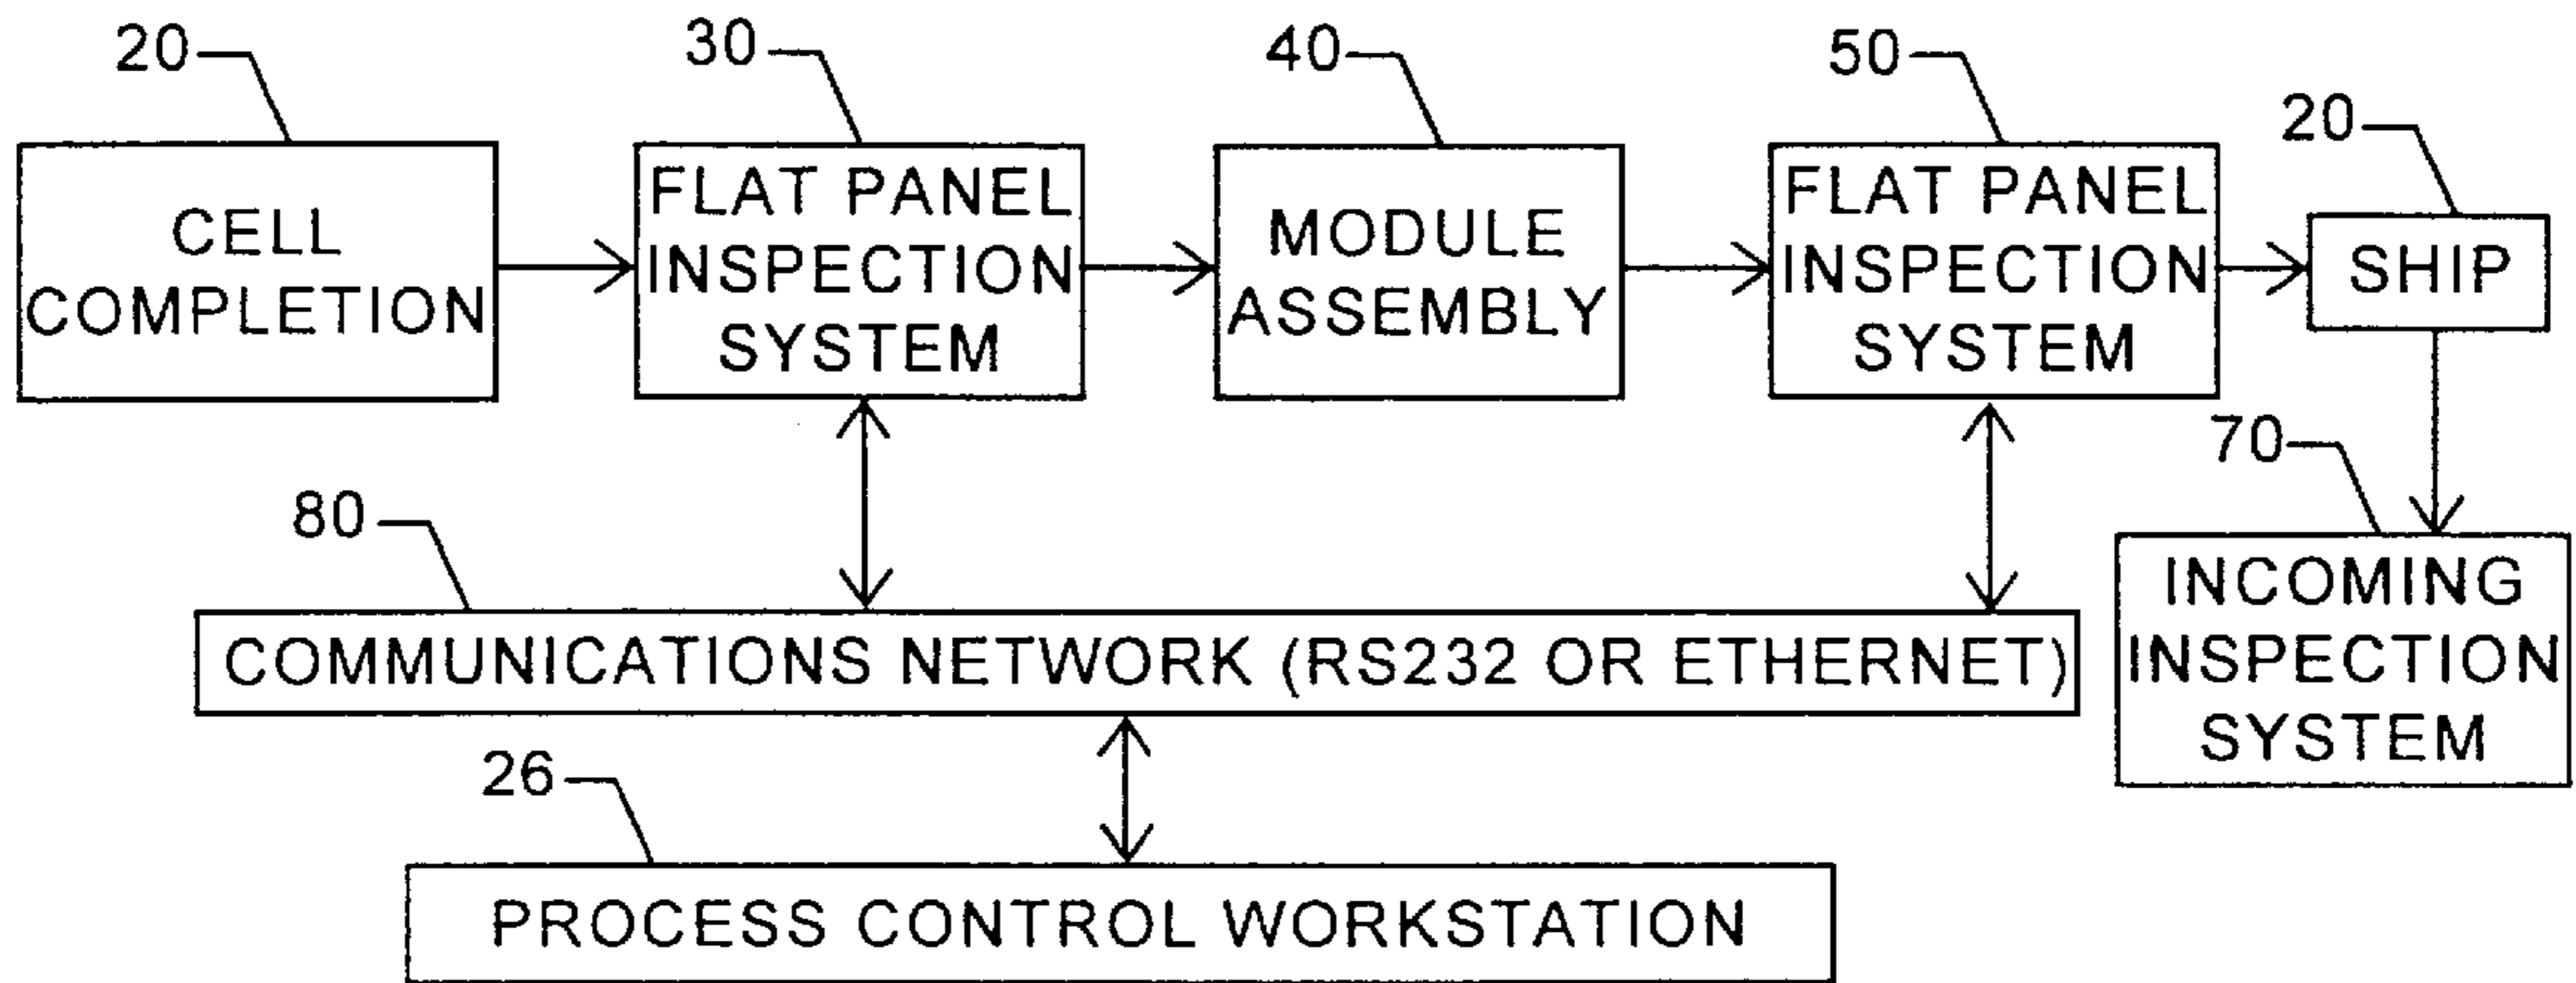 20
30
40
50
20
CELL
COMPLETION
FLAT PANEL
INSPECTION
SYSTEM
MODULE
ASSEMBLY
FLAT PANEL
INSPECTION
SYSTEM
SHIP
70
INCOMING
INSPECTION
SYSTEM
80
COMMUNICATIONS NETWORK (RS232 OR ETHERNET)
26
PROCESS CONTROL WORKSTATION